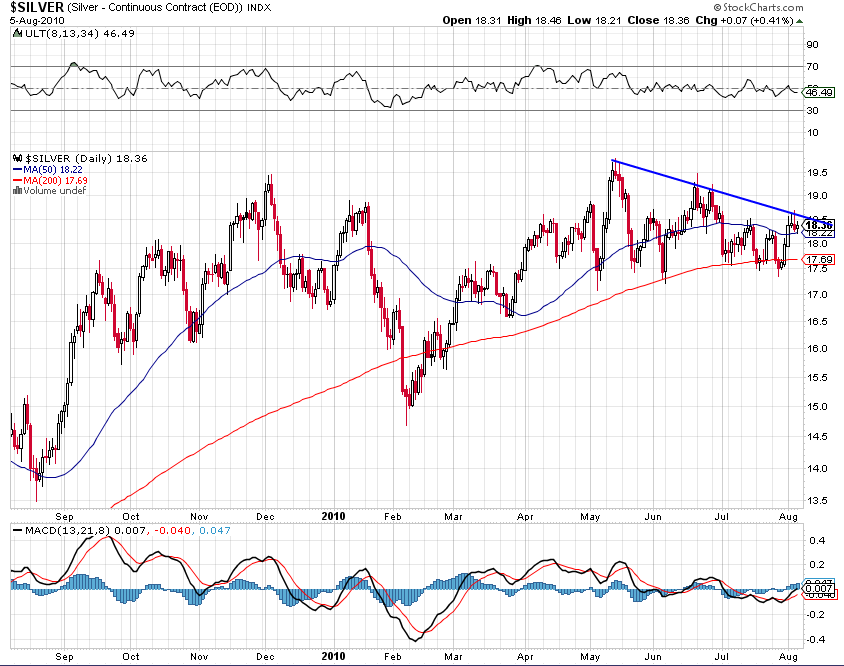 $SILVER (Silver - Continuous Contract (EOD)) INDX
© StockCharts.com
5-Aug-2010
Open 18.31 High 18.46 Low 18.21 Close 18.36 Chg +0.07 (+0.41%)
ULT(8,13,34) 46.49
90
70
46.49
30
10
$SILVER (Daily) 18.36
MA(50) 18.22
MA(200) 17.69
Volume undef
19.5
19.0
18.5
18.36
18.22
18.0
17.69
17.5
17.0
16.5
16.0
15.5
15.0
14.5
14.0
13.5
Sep Oct Nov Dec 2010 Feb Mar Apr May Jun Jul Aug
MACD(13,21,8) 0.007, -0.040, 0.047
0.4
0.2
0.047
0.007
-0.040
-0.2
-0.4
Sep Oct Nov Dec 2010 Feb Mar Apr May Jun Jul Aug